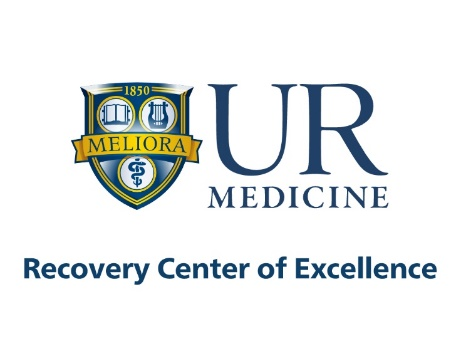 1850
MELIORA
UR
MEDICINE
Recovery Center of Excellence